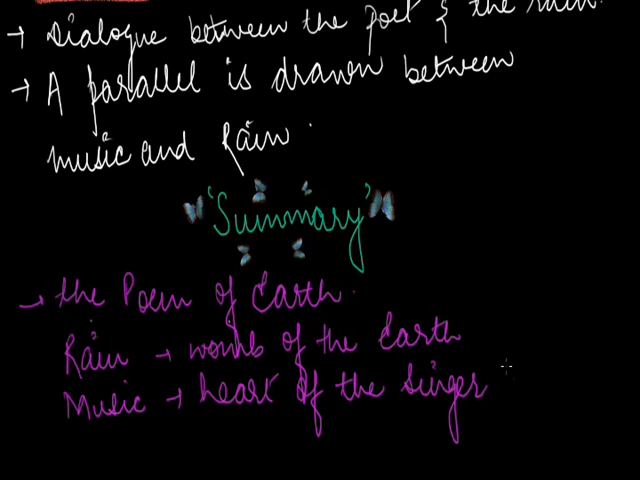 → Dialogue between the poet & the rain.
→ A parallel is drawn between
music and Rain.
'Summary'
→ the Poem of Earth.
Rain → womb of the Earth
Music → heart of the Singer